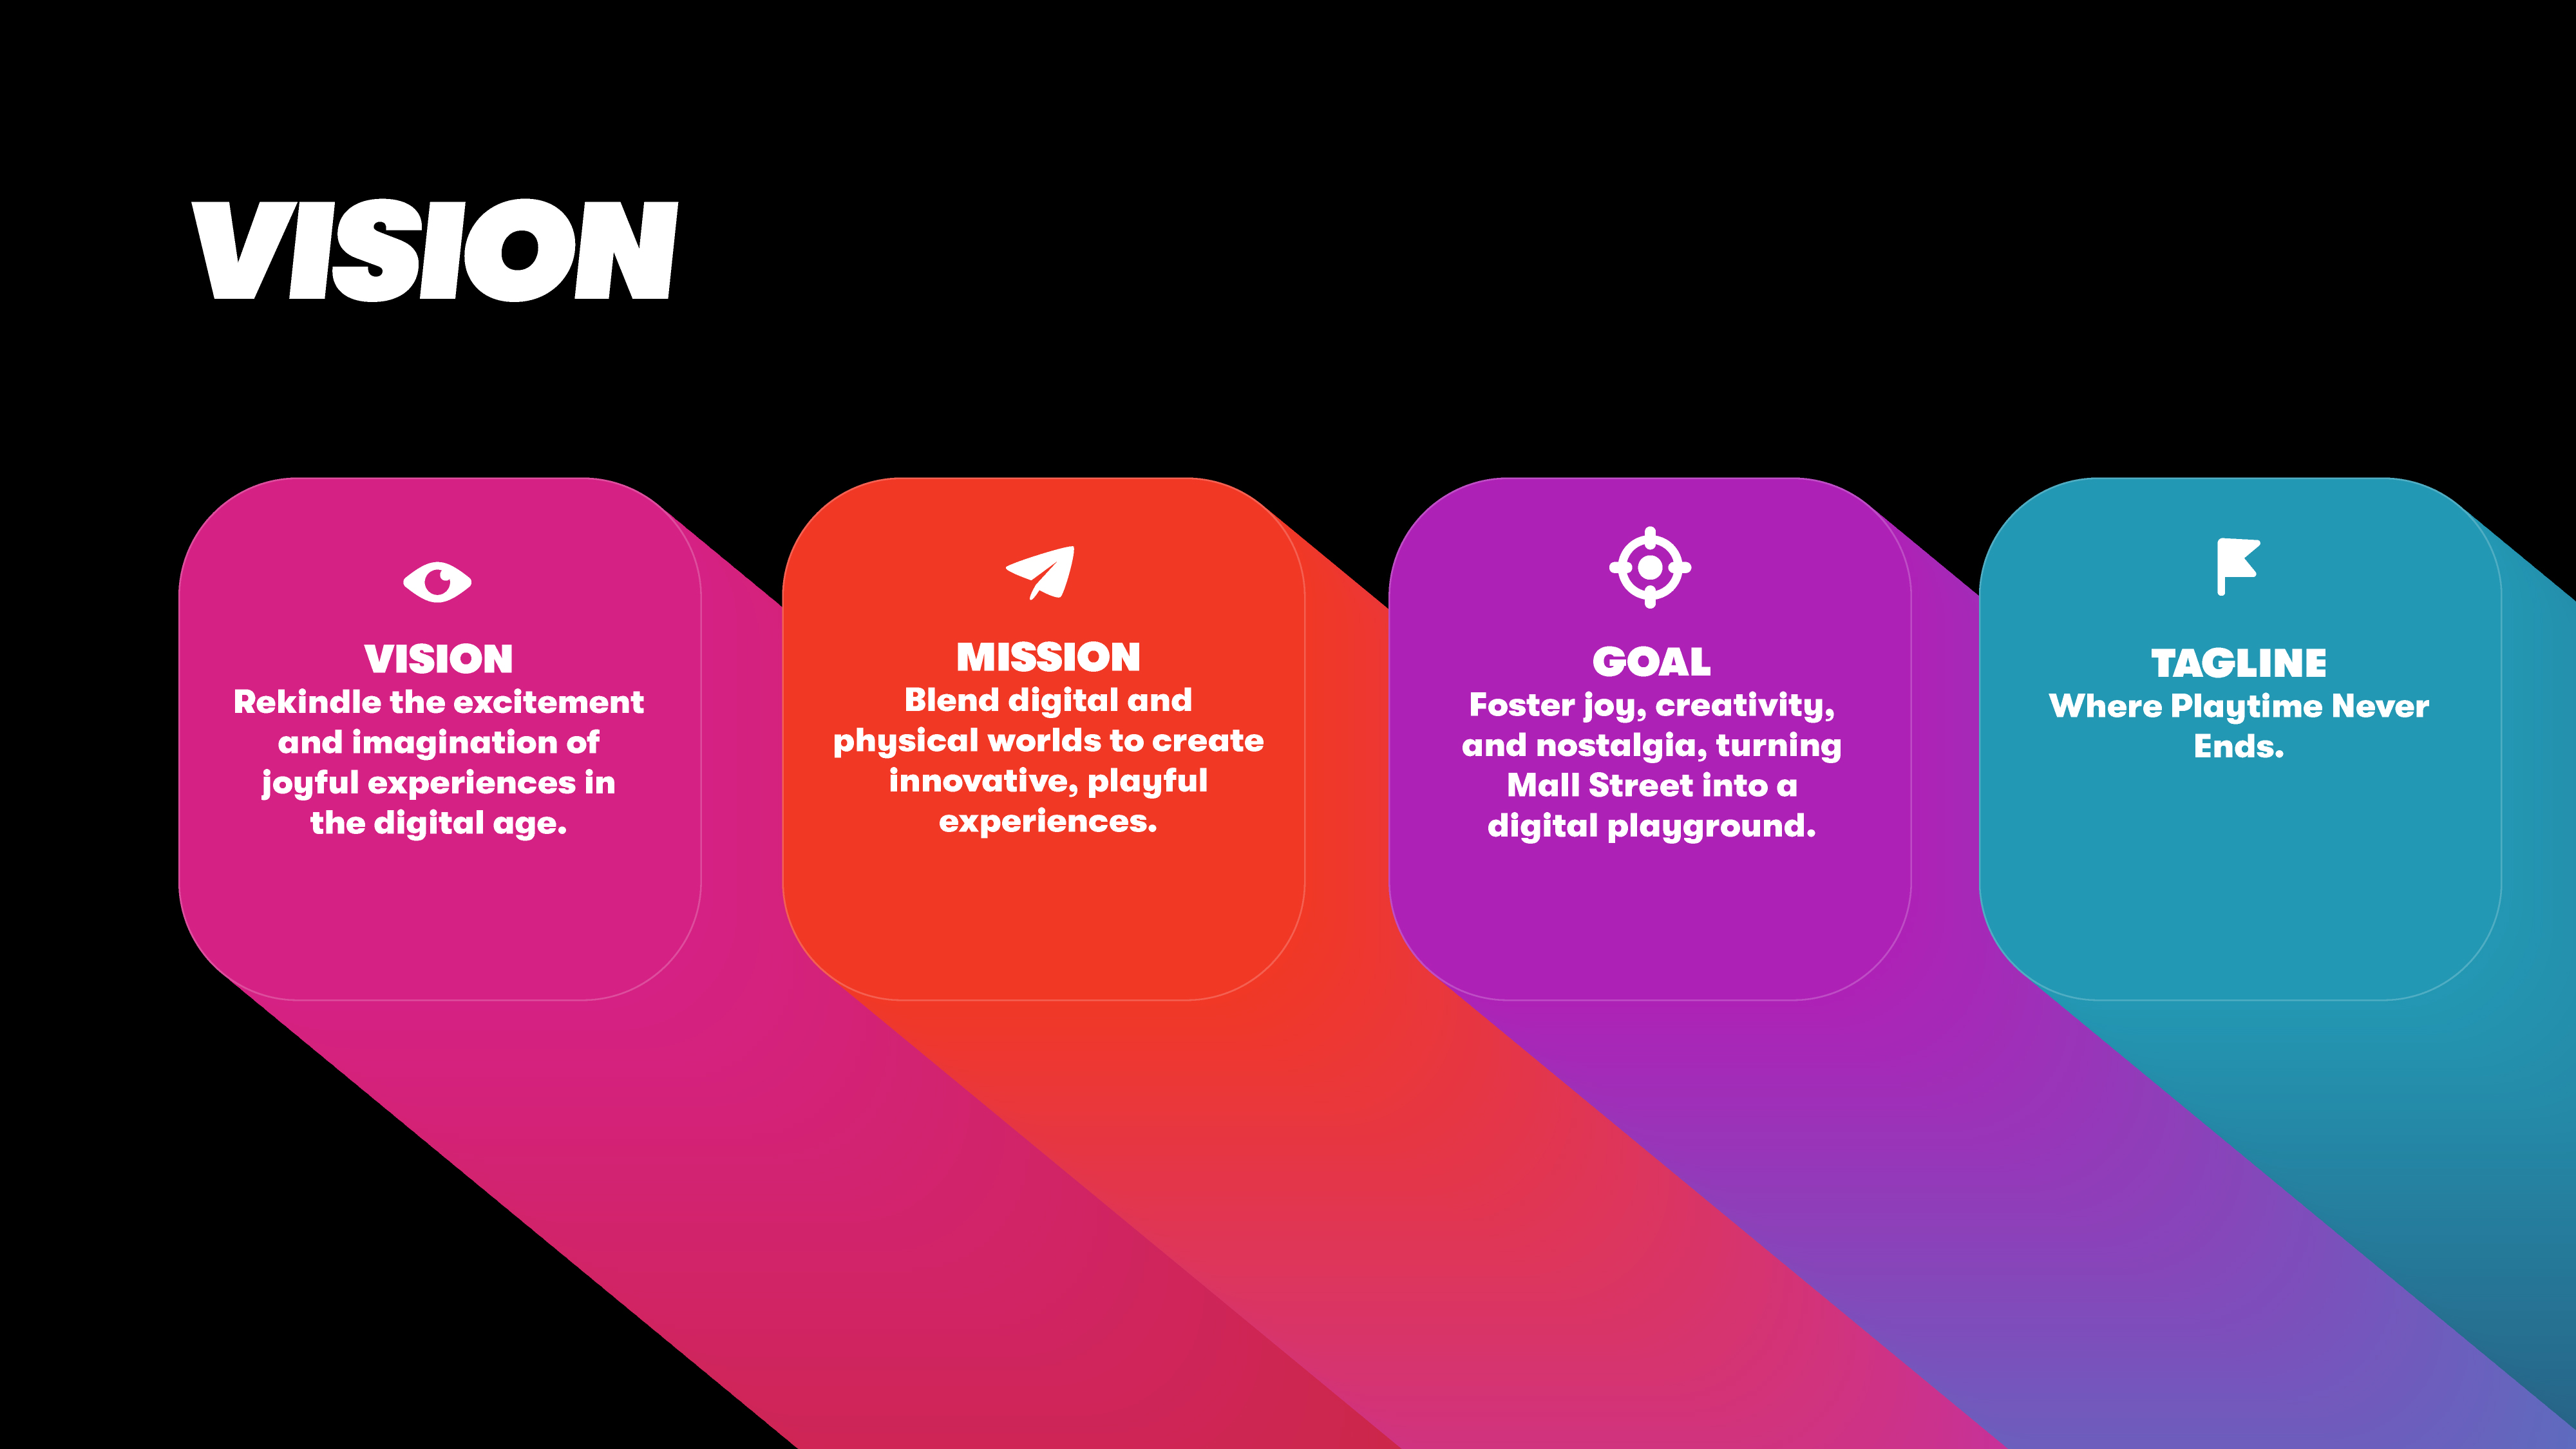 VISION
VISION
Rekindle the excitement
and imagination of
joyful experiences in
the digital age.
MISSION
Blend digital and
physical worlds to create
innovative, playful
experiences.
GOAL
Foster joy, creativity,
and nostalgia, turning
Mall Street into a
digital playground.
TAGLINE
Where Playtime Never
Ends.